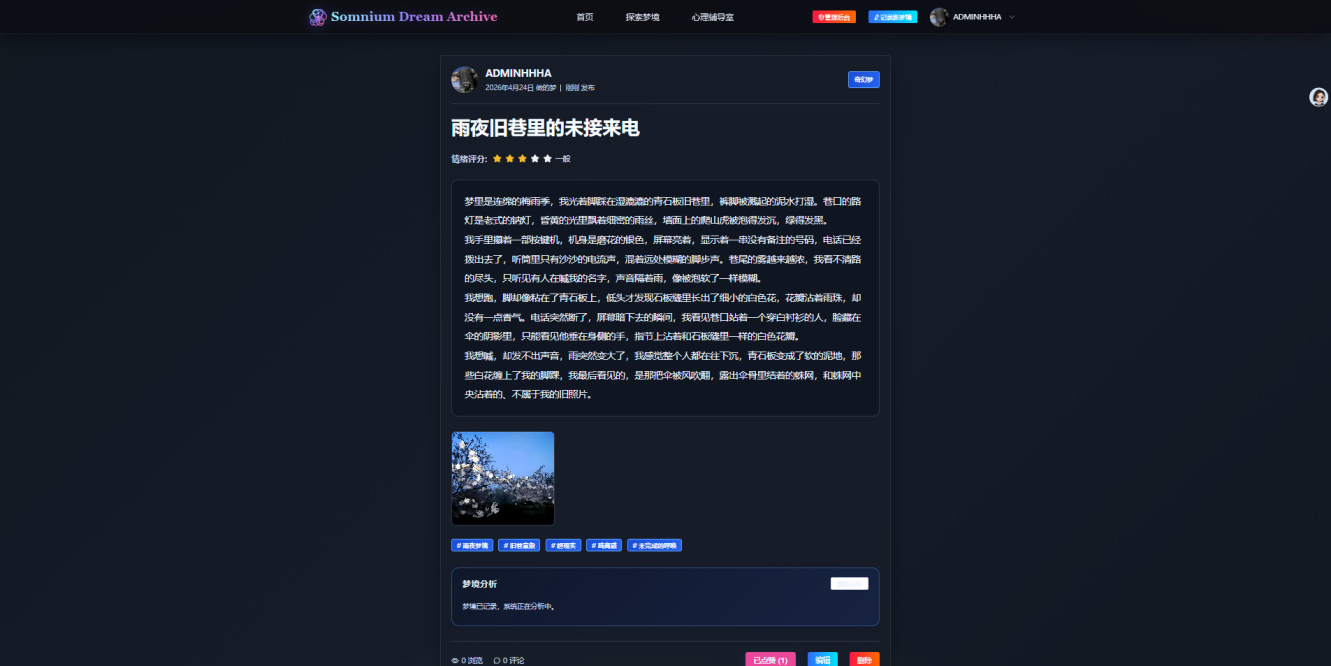 Somnium Dream Archive
首页
探索梦境
心理辅导室
管理后台
记录新梦境
ADMINHHHA
ADMINHHHA
2026年4月24日 做的梦 | 刚刚 发布
奇幻梦
雨夜旧巷里的未接来电
情绪评分: 一般
梦里是连绵的梅雨季，我光着脚踩在湿漉漉的青石板旧巷里，裤脚被溅起的泥水打湿。巷口的路
灯是老式的钠灯，昏黄的光里飘着细密的雨丝，墙面上的爬山虎被泡得发沉，绿得发黑。
我手里攥着一部按键机，机身是磨花的银色，屏幕亮着，显示着一串没有备注的号码，电话已经
拨出去了，听筒里只有沙沙的电流声，混着远处模糊的脚步声。巷尾的雾越来越浓，我看不清路
的尽头，只听见有人在喊我的名字，声音隔着雨，像被泡软了一样模糊。
我想跑，脚却像粘在了青石板上，低头才发现石板缝里长出了细小的白色花，花瓣沾着雨珠，却
没有一点香气。电话突然断了，屏幕暗下去的瞬间，我看见巷口站着一个穿白衬衫的人，脸藏在
伞的阴影里，只能看见他垂在身侧的手，指节上沾着和石板缝里一样的白色花瓣。
我想喊，却发不出声音，雨突然变大了，我感觉整个人都在往下沉，青石板变成了软的泥地，那
些白花缠上了我的脚踝，我最后看见的，是那把伞被风吹翻，露出伞骨里结着的蛛网，和蛛网中
央沾着的、不属于我的旧照片。
# 雨夜梦境
# 旧巷意象
# 超现实
# 疏离感
# 未完成的呼唤
梦境分析
梦境已记录，系统正在分析中。
0 浏览
0 评论
已点赞 (1)
编辑
删除